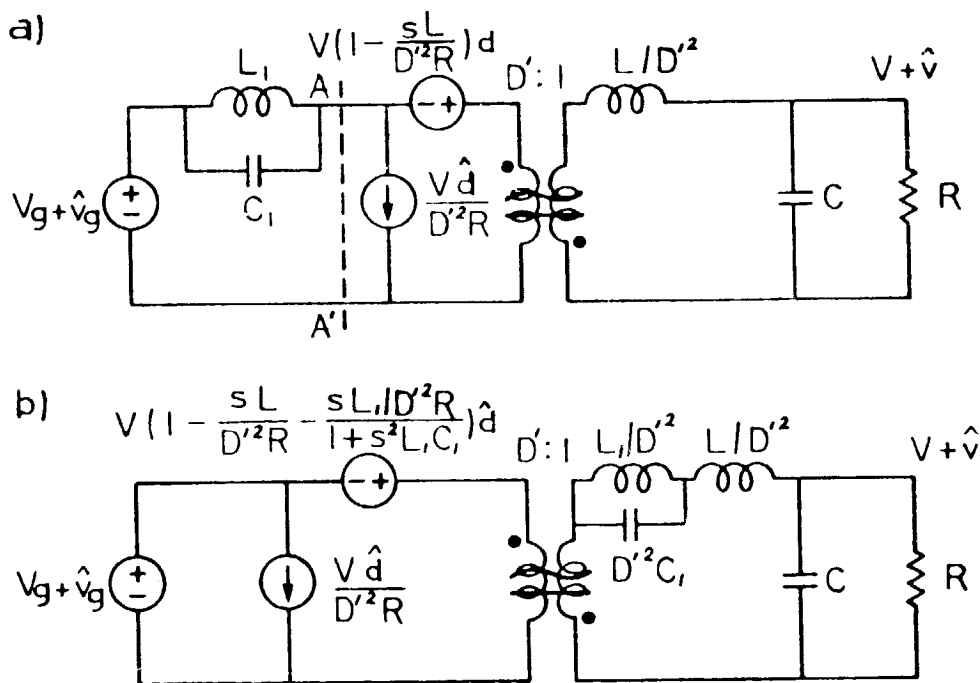 a)
V(1 - sL/D'²R)d
L₁
A
D':1
L/D'²
V+v̂
C₁
Vg+v̂g
+
-
- +
Vd̂/D'²R
C
R
A'
b)
V(1 - sL/D'²R - sL₁/D'²R/1+s²L₁C₁)d̂
D':1
L₁/D'²
L/D'²
V+v̂
- +
D'²C₁
Vg+v̂g
+
-
Vd̂/D'²R
C
R